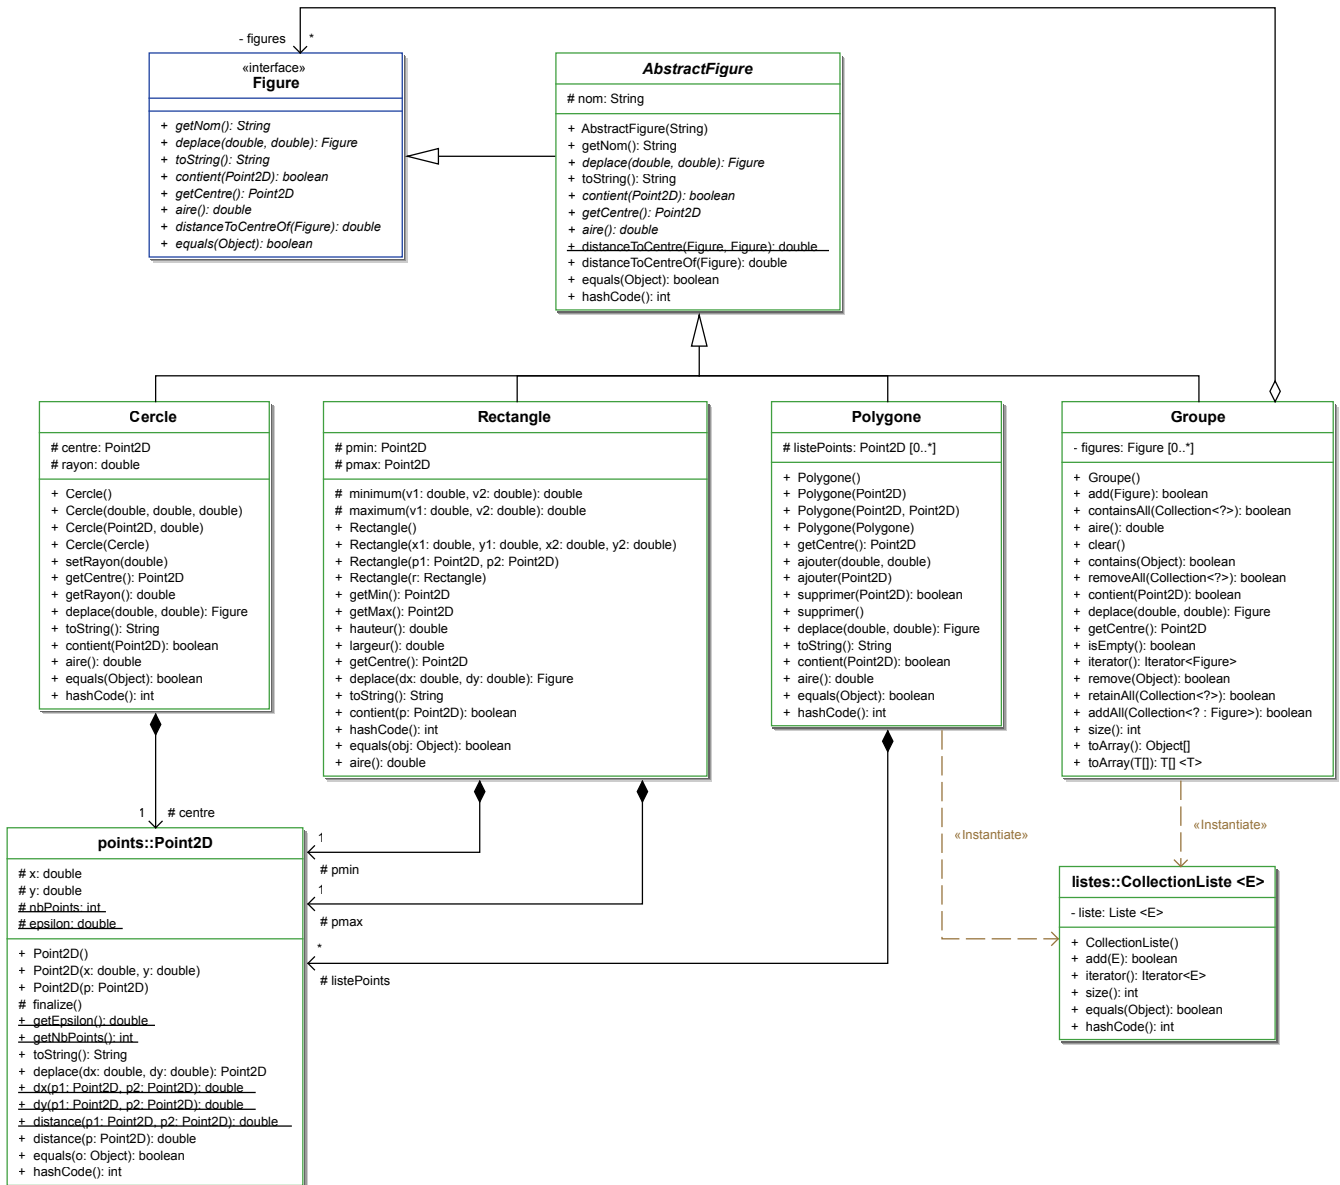 - figures
*
«interface»
Figure
+ getNom(): String
+ deplace(double, double): Figure
+ toString(): String
+ contient(Point2D): boolean
+ getCentre(): Point2D
+ aire(): double
+ distanceToCentreOf(Figure): double
+ equals(Object): boolean
AbstractFigure
# nom: String
+ AbstractFigure(String)
+ getNom(): String
+ deplace(double, double): Figure
+ toString(): String
+ contient(Point2D): boolean
+ getCentre(): Point2D
+ aire(): double
+ distanceToCentre(Figure, Figure): double
+ distanceToCentreOf(Figure): double
+ equals(Object): boolean
+ hashCode(): int
Cercle
# centre: Point2D
# rayon: double
+ Cercle()
+ Cercle(double, double, double)
+ Cercle(Point2D, double)
+ Cercle(Cercle)
+ setRayon(double)
+ getCentre(): Point2D
+ getRayon(): double
+ deplace(double, double): Figure
+ toString(): String
+ contient(Point2D): boolean
+ aire(): double
+ equals(Object): boolean
+ hashCode(): int
Rectangle
# pmin: Point2D
# pmax: Point2D
# minimum(v1: double, v2: double): double
# maximum(v1: double, v2: double): double
+ Rectangle()
+ Rectangle(x1: double, y1: double, x2: double, y2: double)
+ Rectangle(p1: Point2D, p2: Point2D)
+ Rectangle(r: Rectangle)
+ getMin(): Point2D
+ getMax(): Point2D
+ hauteur(): double
+ largeur(): double
+ getCentre(): Point2D
+ deplace(dx: double, dy: double): Figure
+ toString(): String
+ contient(p: Point2D): boolean
+ hashCode(): int
+ equals(obj: Object): boolean
+ aire(): double
Polygone
# listePoints: Point2D [0..*]
+ Polygone()
+ Polygone(Point2D)
+ Polygone(Point2D, Point2D)
+ Polygone(Polygone)
+ getCentre(): Point2D
+ ajouter(double, double)
+ ajouter(Point2D)
+ supprimer(Point2D): boolean
+ supprimer()
+ deplace(double, double): Figure
+ toString(): String
+ contient(Point2D): boolean
+ aire(): double
+ equals(Object): boolean
+ hashCode(): int
Groupe
- figures: Figure [0..*]
+ Groupe()
+ add(Figure): boolean
+ containsAll(Collection<?>): boolean
+ aire(): double
+ clear()
+ contains(Object): boolean
+ removeAll(Collection<?>): boolean
+ contient(Point2D): boolean
+ deplace(double, double): Figure
+ getCentre(): Point2D
+ isEmpty(): boolean
+ iterator(): Iterator<Figure>
+ remove(Object): boolean
+ retainAll(Collection<?>): boolean
+ addAll(Collection<? : Figure>): boolean
+ size(): int
+ toArray(): Object[]
+ toArray(T[]): T[] <T>
1
# centre
1
# pmin
1
# pmax
*
# listePoints
«Instantiate»
«Instantiate»
points::Point2D
# x: double
# y: double
# nbPoints: int
# epsilon: double
+ Point2D()
+ Point2D(x: double, y: double)
+ Point2D(p: Point2D)
# finalize()
+ getEpsilon(): double
+ getNbPoints(): int
+ toString(): String
+ deplace(dx: double, dy: double): Point2D
+ dx(p1: Point2D, p2: Point2D): double
+ dy(p1: Point2D, p2: Point2D): double
+ distance(p1: Point2D, p2: Point2D): double
+ distance(p: Point2D): double
+ equals(o: Object): boolean
+ hashCode(): int
listes::CollectionListe <E>
- liste: Liste <E>
+ CollectionListe()
+ add(E): boolean
+ iterator(): Iterator<E>
+ size(): int
+ equals(Object): boolean
+ hashCode(): int